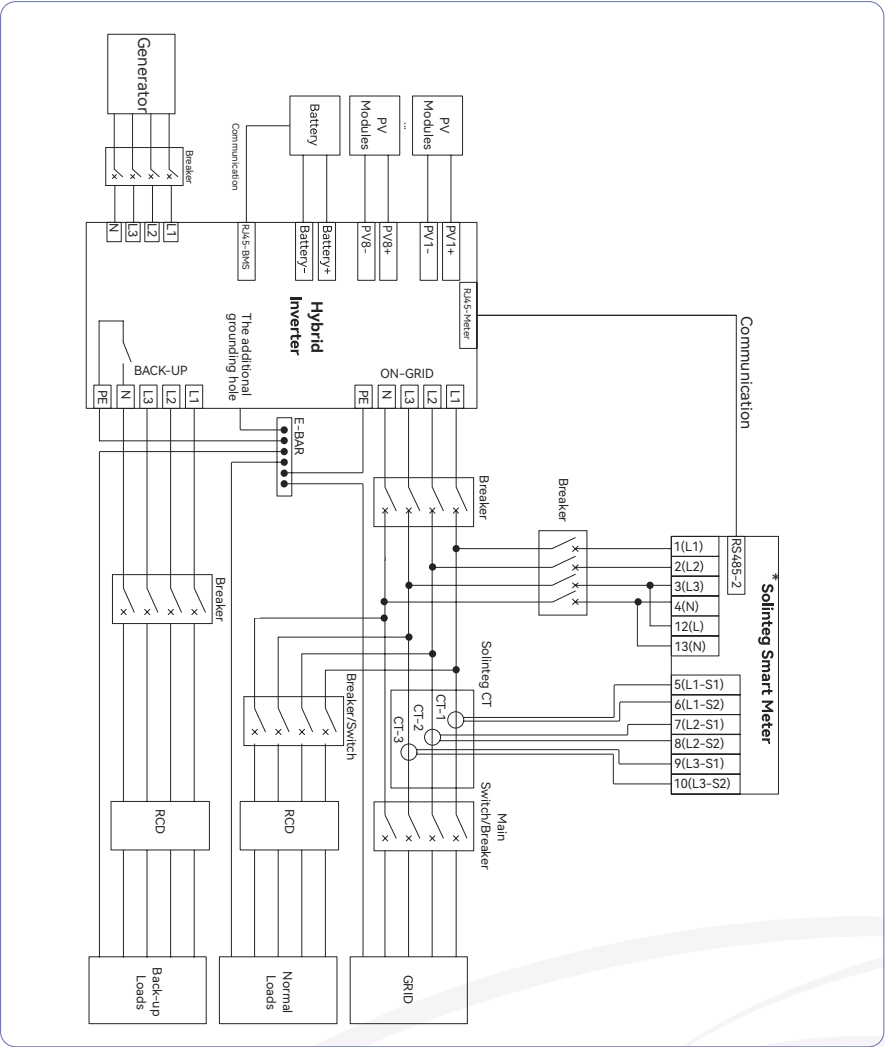 Generator
Breaker
Communication
Battery
PV
Modules
...
PV
Modules
N
L3
L2
L1
RJ45-BMS
Battery-
Battery+
PV8-
PV8+
PV1-
PV1+
RJ45-Meter
Hybrid
Inverter
The additional
grounding hole
BACK-UP
ON-GRID
PE
N
L3
L2
L1
PE
N
L3
L2
L1
E-BAR
Communication
Breaker
Breaker
RS485-2
* Solinteg Smart Meter
1(L1)
2(L2)
3(L3)
4(N)
12(L)
13(N)
5(L1-S1)
6(L1-S2)
7(L2-S1)
8(L2-S2)
9(L3-S1)
10(L3-S2)
Breaker
Breaker/Switch
Solinteg CT
CT-1
CT-2
CT-3
Main
Switch/Breaker
RCD
RCD
Back-up
Loads
Normal
Loads
GRID